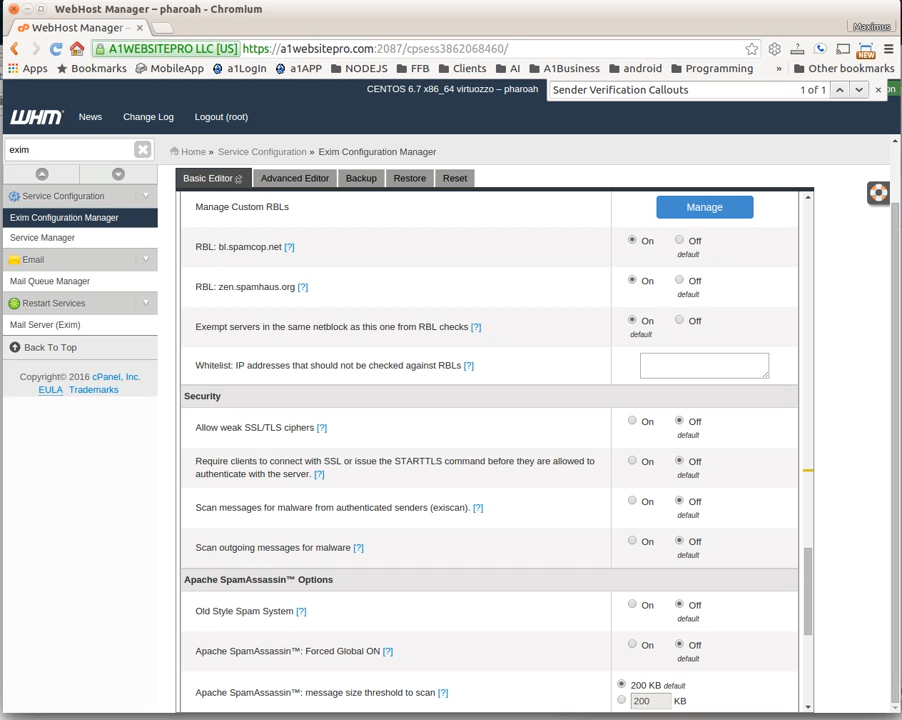 WebHost Manager – pharoah - Chromium
WebHost Manager –
Maximus
A1WEBSITEPRO LLC [US] https://a1websitepro.com:2087/cpsess3862068460/
NEW
Apps Bookmarks MobileApp a1LogIn a1APP NODEJS FFB Clients AI A1Business android Programming » Other bookmarks
CENTOS 6.7 x86_64 virtuozzo – pharoah
Sender Verification Callouts 1 of 1
WHM News Change Log Logout (root)
exim
Home » Service Configuration » Exim Configuration Manager
Basic Editor Advanced Editor Backup Restore Reset
Service Configuration
Exim Configuration Manager
Service Manager
Email
Mail Queue Manager
Restart Services
Mail Server (Exim)
Back To Top
Copyright© 2016 cPanel, Inc.
EULA Trademarks
Manage Custom RBLs Manage
RBL: bl.spamcop.net [?] On Off
default
RBL: zen.spamhaus.org [?] On Off
default
Exempt servers in the same netblock as this one from RBL checks [?] On Off
default
Whitelist: IP addresses that should not be checked against RBLs [?]
Security
Allow weak SSL/TLS ciphers [?] On Off
default
Require clients to connect with SSL or issue the STARTTLS command before they are allowed to
authenticate with the server. [?] On Off
default
Scan messages for malware from authenticated senders (exiscan). [?] On Off
default
Scan outgoing messages for malware [?] On Off
default
Apache SpamAssassin™ Options
Old Style Spam System [?] On Off
default
Apache SpamAssassin™: Forced Global ON [?] On Off
default
Apache SpamAssassin™: message size threshold to scan [?] 200 KB default
200 KB